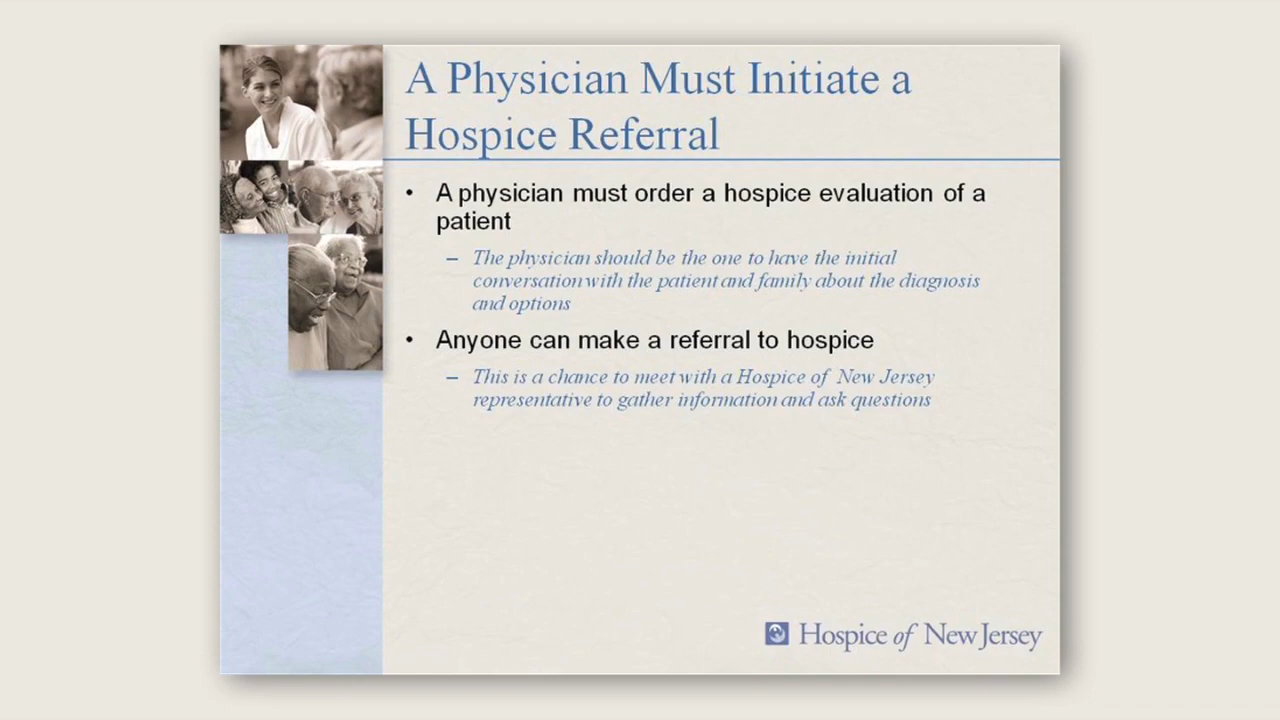 A Physician Must Initiate a
Hospice Referral
• A physician must order a hospice evaluation of a
patient
– The physician should be the one to have the initial
conversation with the patient and family about the diagnosis
and options
• Anyone can make a referral to hospice
– This is a chance to meet with a Hospice of New Jersey
representative to gather information and ask questions
Hospice of New Jersey